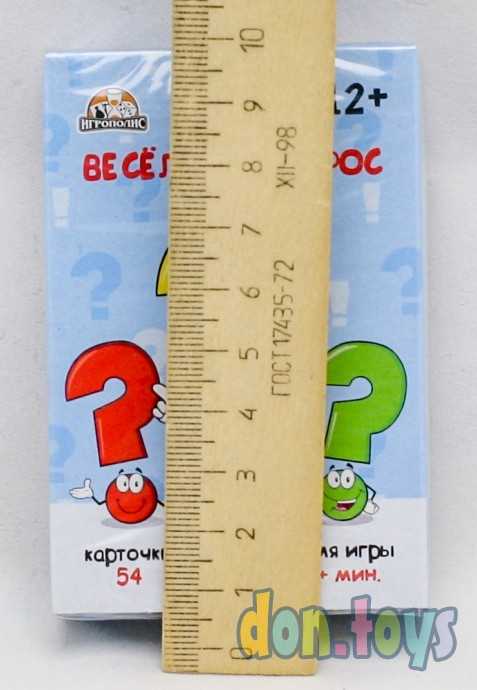 ИГРОПОЛИС
12+
ВЕСЁЛ РОС
карточк
54
мя игры
+ мин.
10
9
8
7
6
5
4
3
2
1
0
ГОСТ 17435-72 XII-98
don.toys